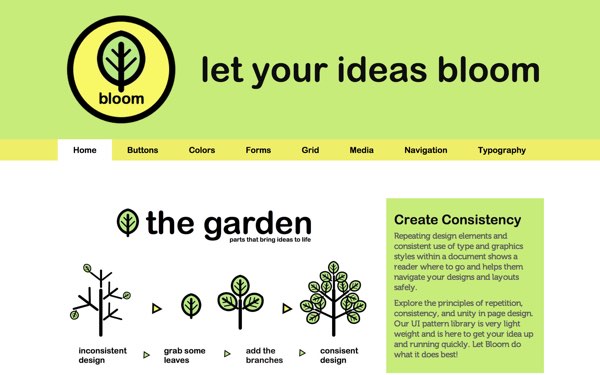 bloom
let your ideas bloom
Home Buttons Colors Forms Grid Media Navigation Typography
the garden
parts that bring ideas to life
inconsistent
design
grab some
leaves
add the
branches
consisent
design
Create Consistency
Repeating design elements and
consistent use of type and graphics
styles within a document shows a
reader where to go and helps them
navigate your designs and layouts
safely.
Explore the principles of repetition,
consistency, and unity in page design.
Our UI pattern library is very light
weight and is here to get your idea up
and running quickly. Let Bloom do
what it does best!